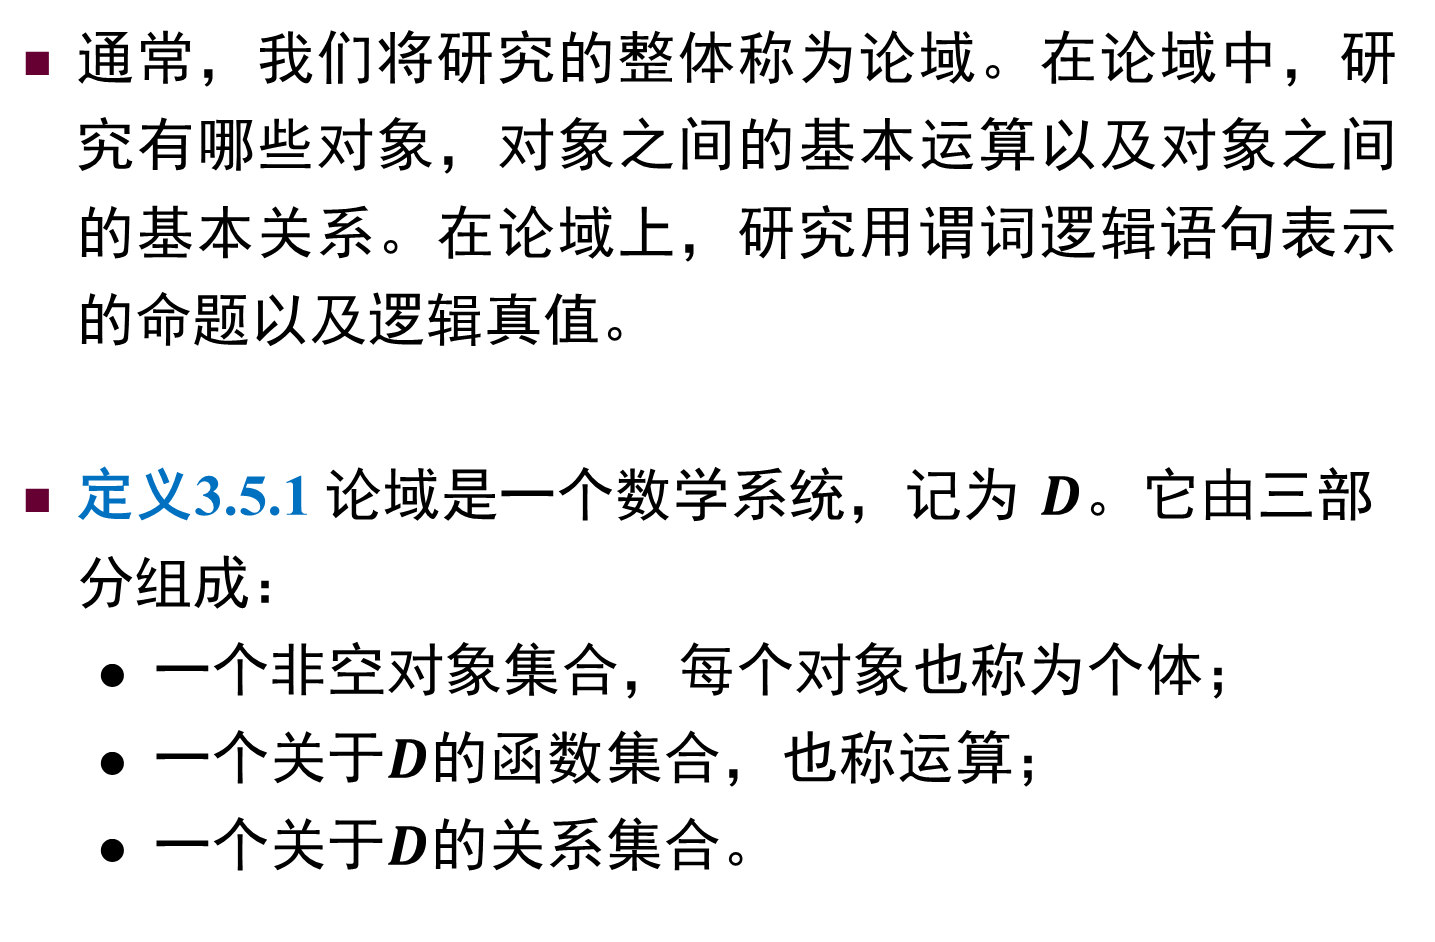 ■ 通常，我们将研究的整体称为论域。在论域中，研
究有哪些对象，对象之间的基本运算以及对象之间
的基本关系。在论域上，研究用谓词逻辑语句表示
的命题以及逻辑真值。
■ 定义3.5.1 论域是一个数学系统，记为 D。它由三部
分组成：
● 一个非空对象集合，每个对象也称为个体；
● 一个关于D的函数集合，也称运算；
● 一个关于D的关系集合。